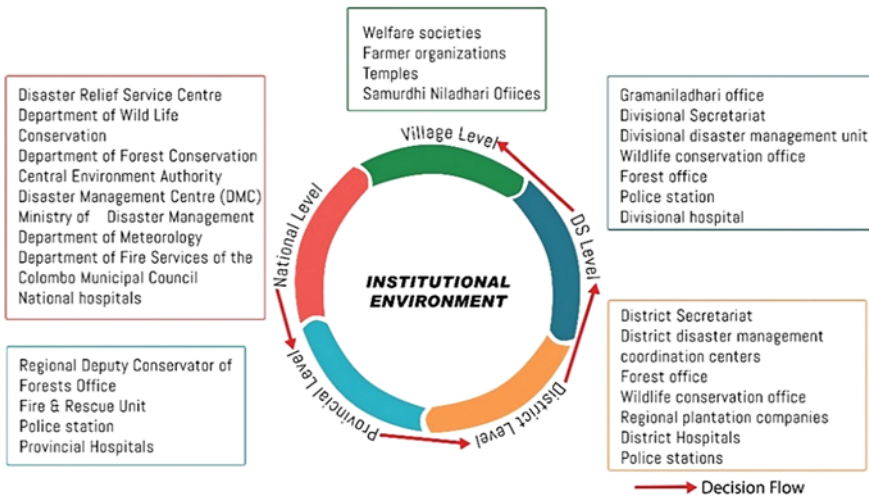 Welfare societies
Farmer organizations
Temples
Samurdhi Niladhari Ofiices
Disaster Relief Service Centre
Department of Wild Life
Conservation
Department of Forest Conservation
Central Environment Authority
Disaster Management Centre (DMC)
Ministry of Disaster Management
Department of Meteorology
Department of Fire Services of the
Colombo Municipal Council
National hospitals
Gramaniladhari office
Divisional Secretariat
Divisional disaster management unit
Wildlife conservation office
Forest office
Police station
Divisional hospital
Village Level
National Level
DS Level
INSTITUTIONAL
ENVIRONMENT
Provincial Level
District Level
Regional Deputy Conservator of
Forests Office
Fire & Rescue Unit
Police station
Provincial Hospitals
District Secretariat
District disaster management
coordination centers
Forest office
Wildlife conservation office
Regional plantation companies
District Hospitals
Police stations
Decision Flow